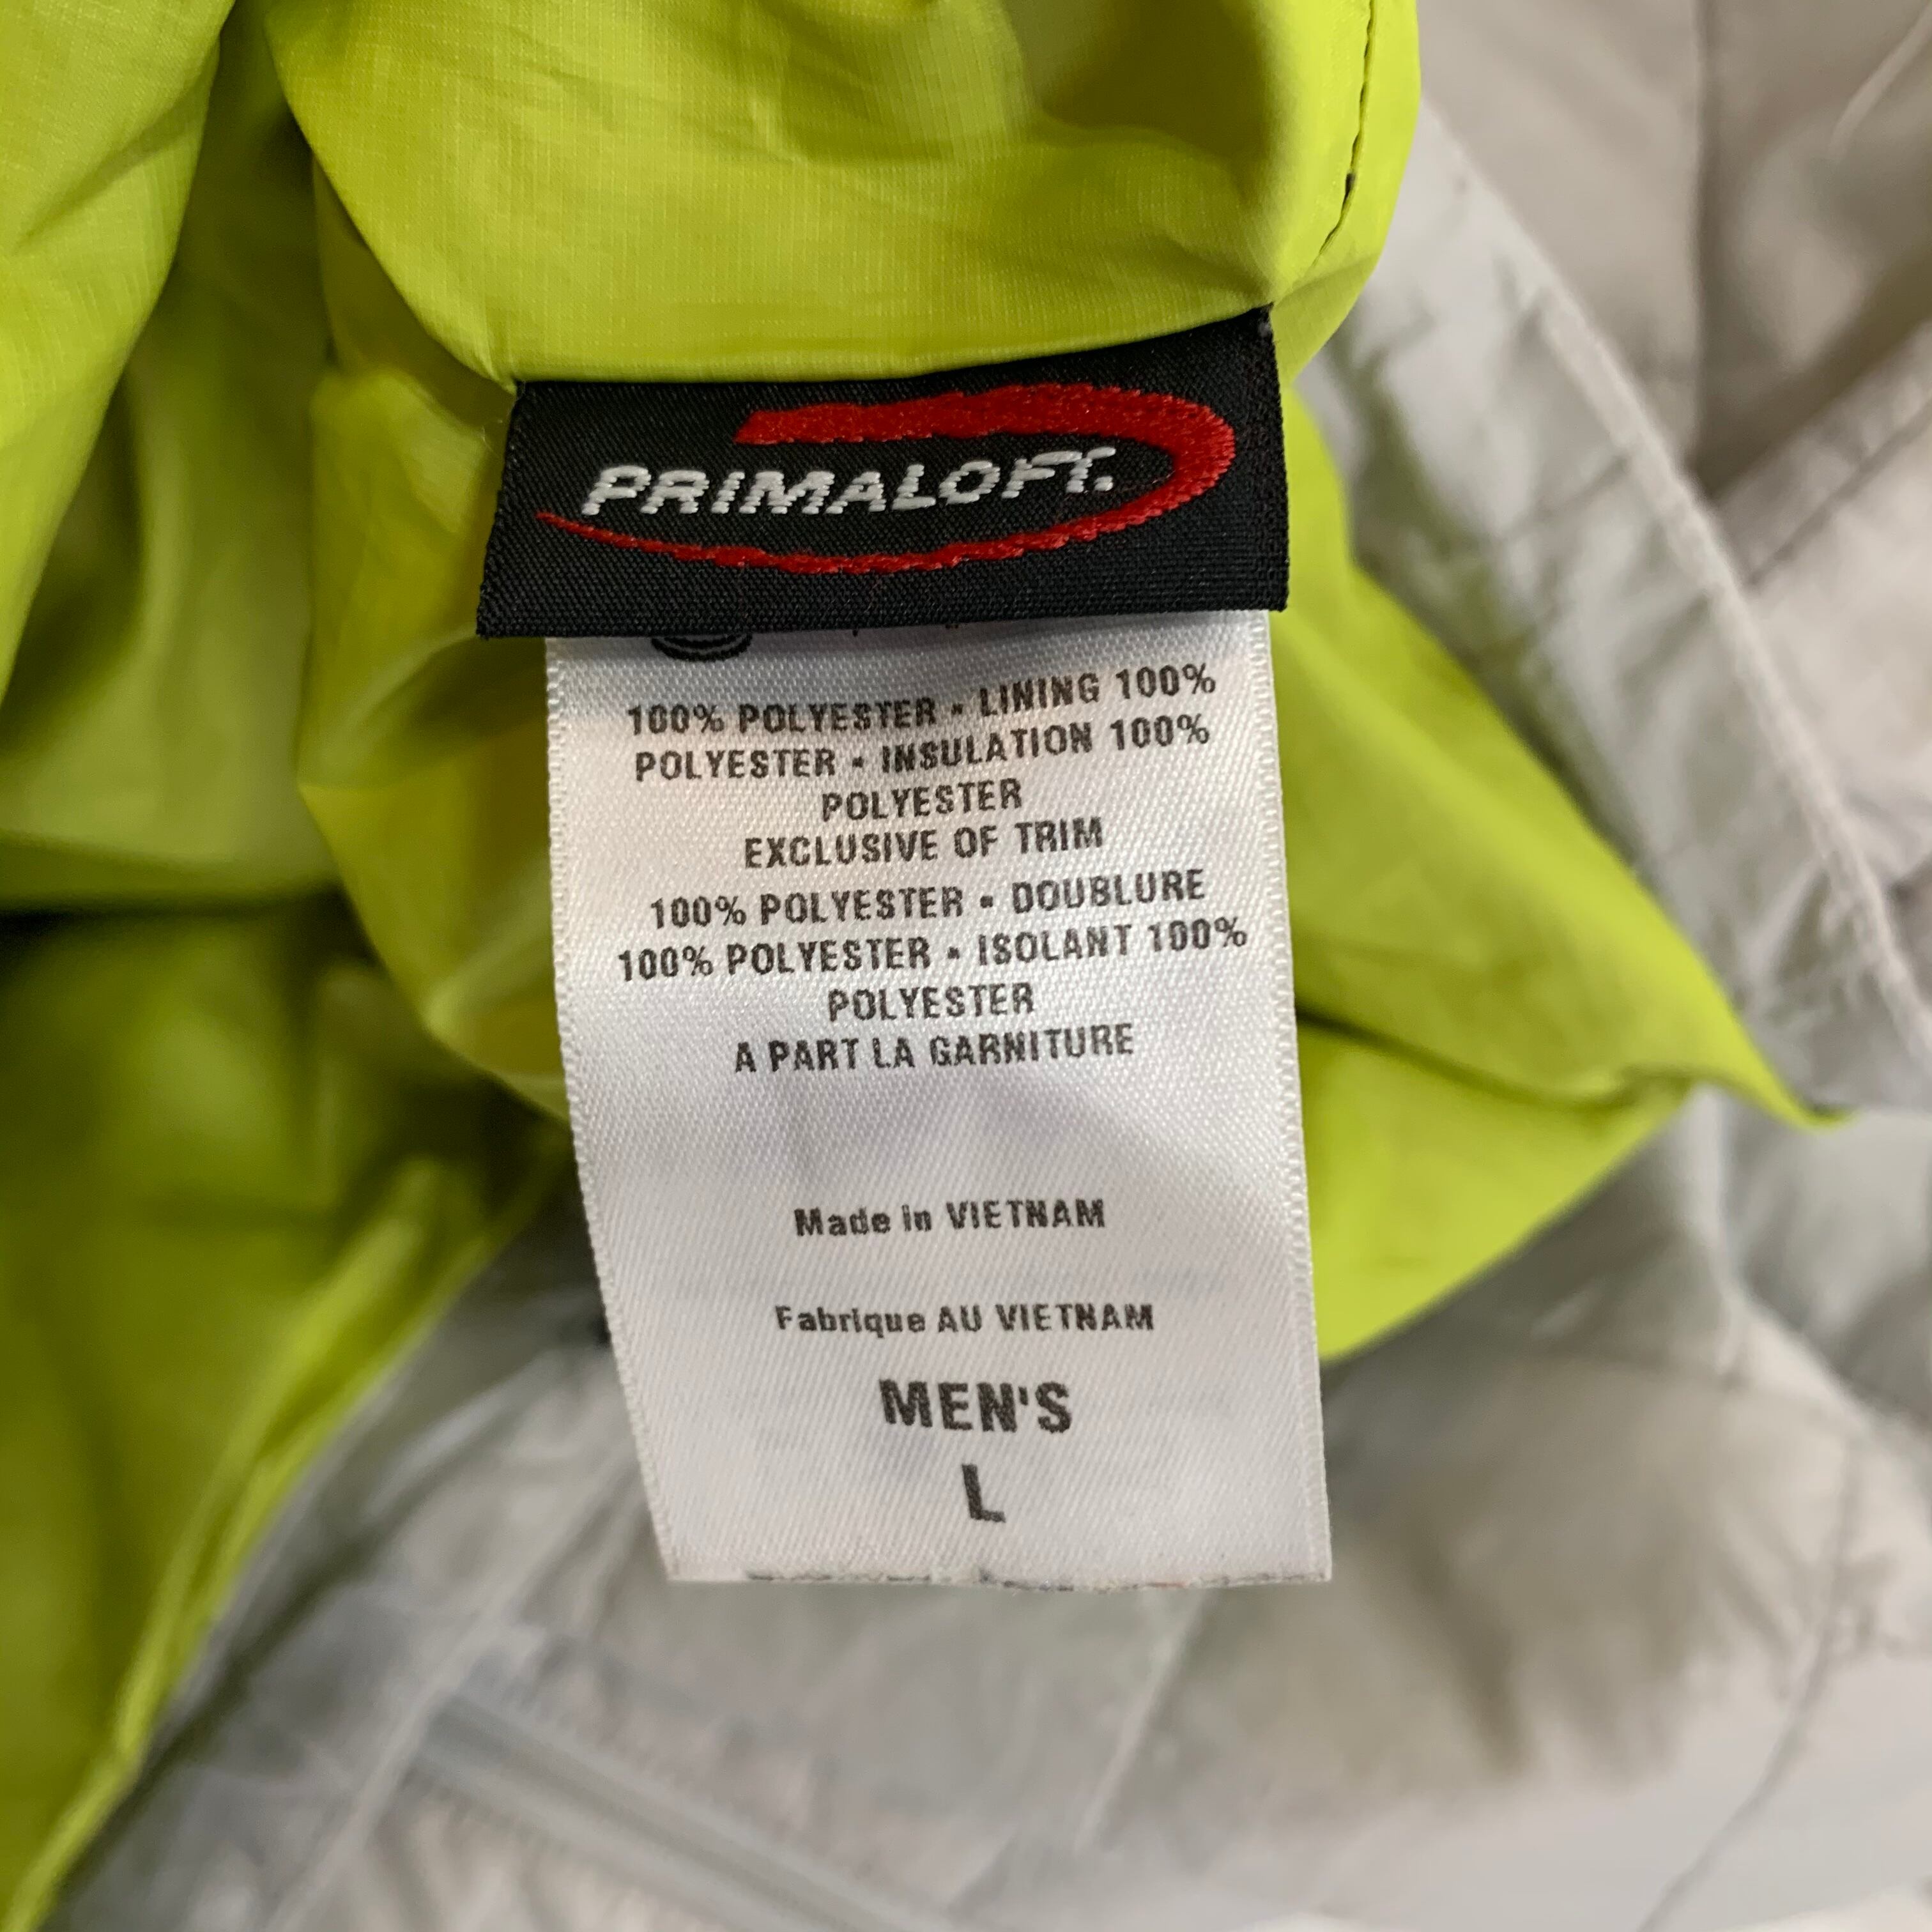 PRIMALOFT.
100% POLYESTER • LINING 100%
POLYESTER • INSULATION 100%
POLYESTER
EXCLUSIVE OF TRIM
100% POLYESTER • DOUBLURE
100% POLYESTER • ISOLANT 100%
POLYESTER
A PART LA GARNITURE
Made in VIETNAM
Fabrique AU VIETNAM
MEN'S
L